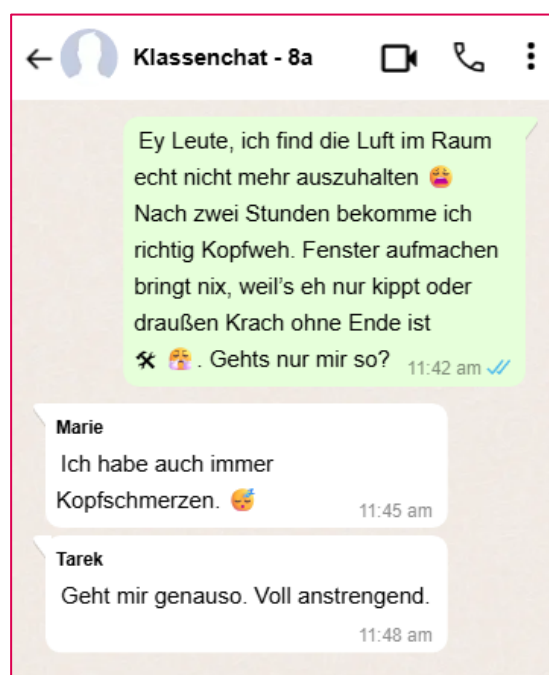 Klassenchat - 8a
Ey Leute, ich find die Luft im Raum
echt nicht mehr auszuhalten 😫
Nach zwei Stunden bekomme ich
richtig Kopfweh. Fenster aufmachen
bringt nix, weil's eh nur kippt oder
draußen Krach ohne Ende ist
🛠 😤 . Gehts nur mir so? 11:42 am
Marie
Ich habe auch immer
Kopfschmerzen. 😴
11:45 am
Tarek
Geht mir genauso. Voll anstrengend.
11:48 am